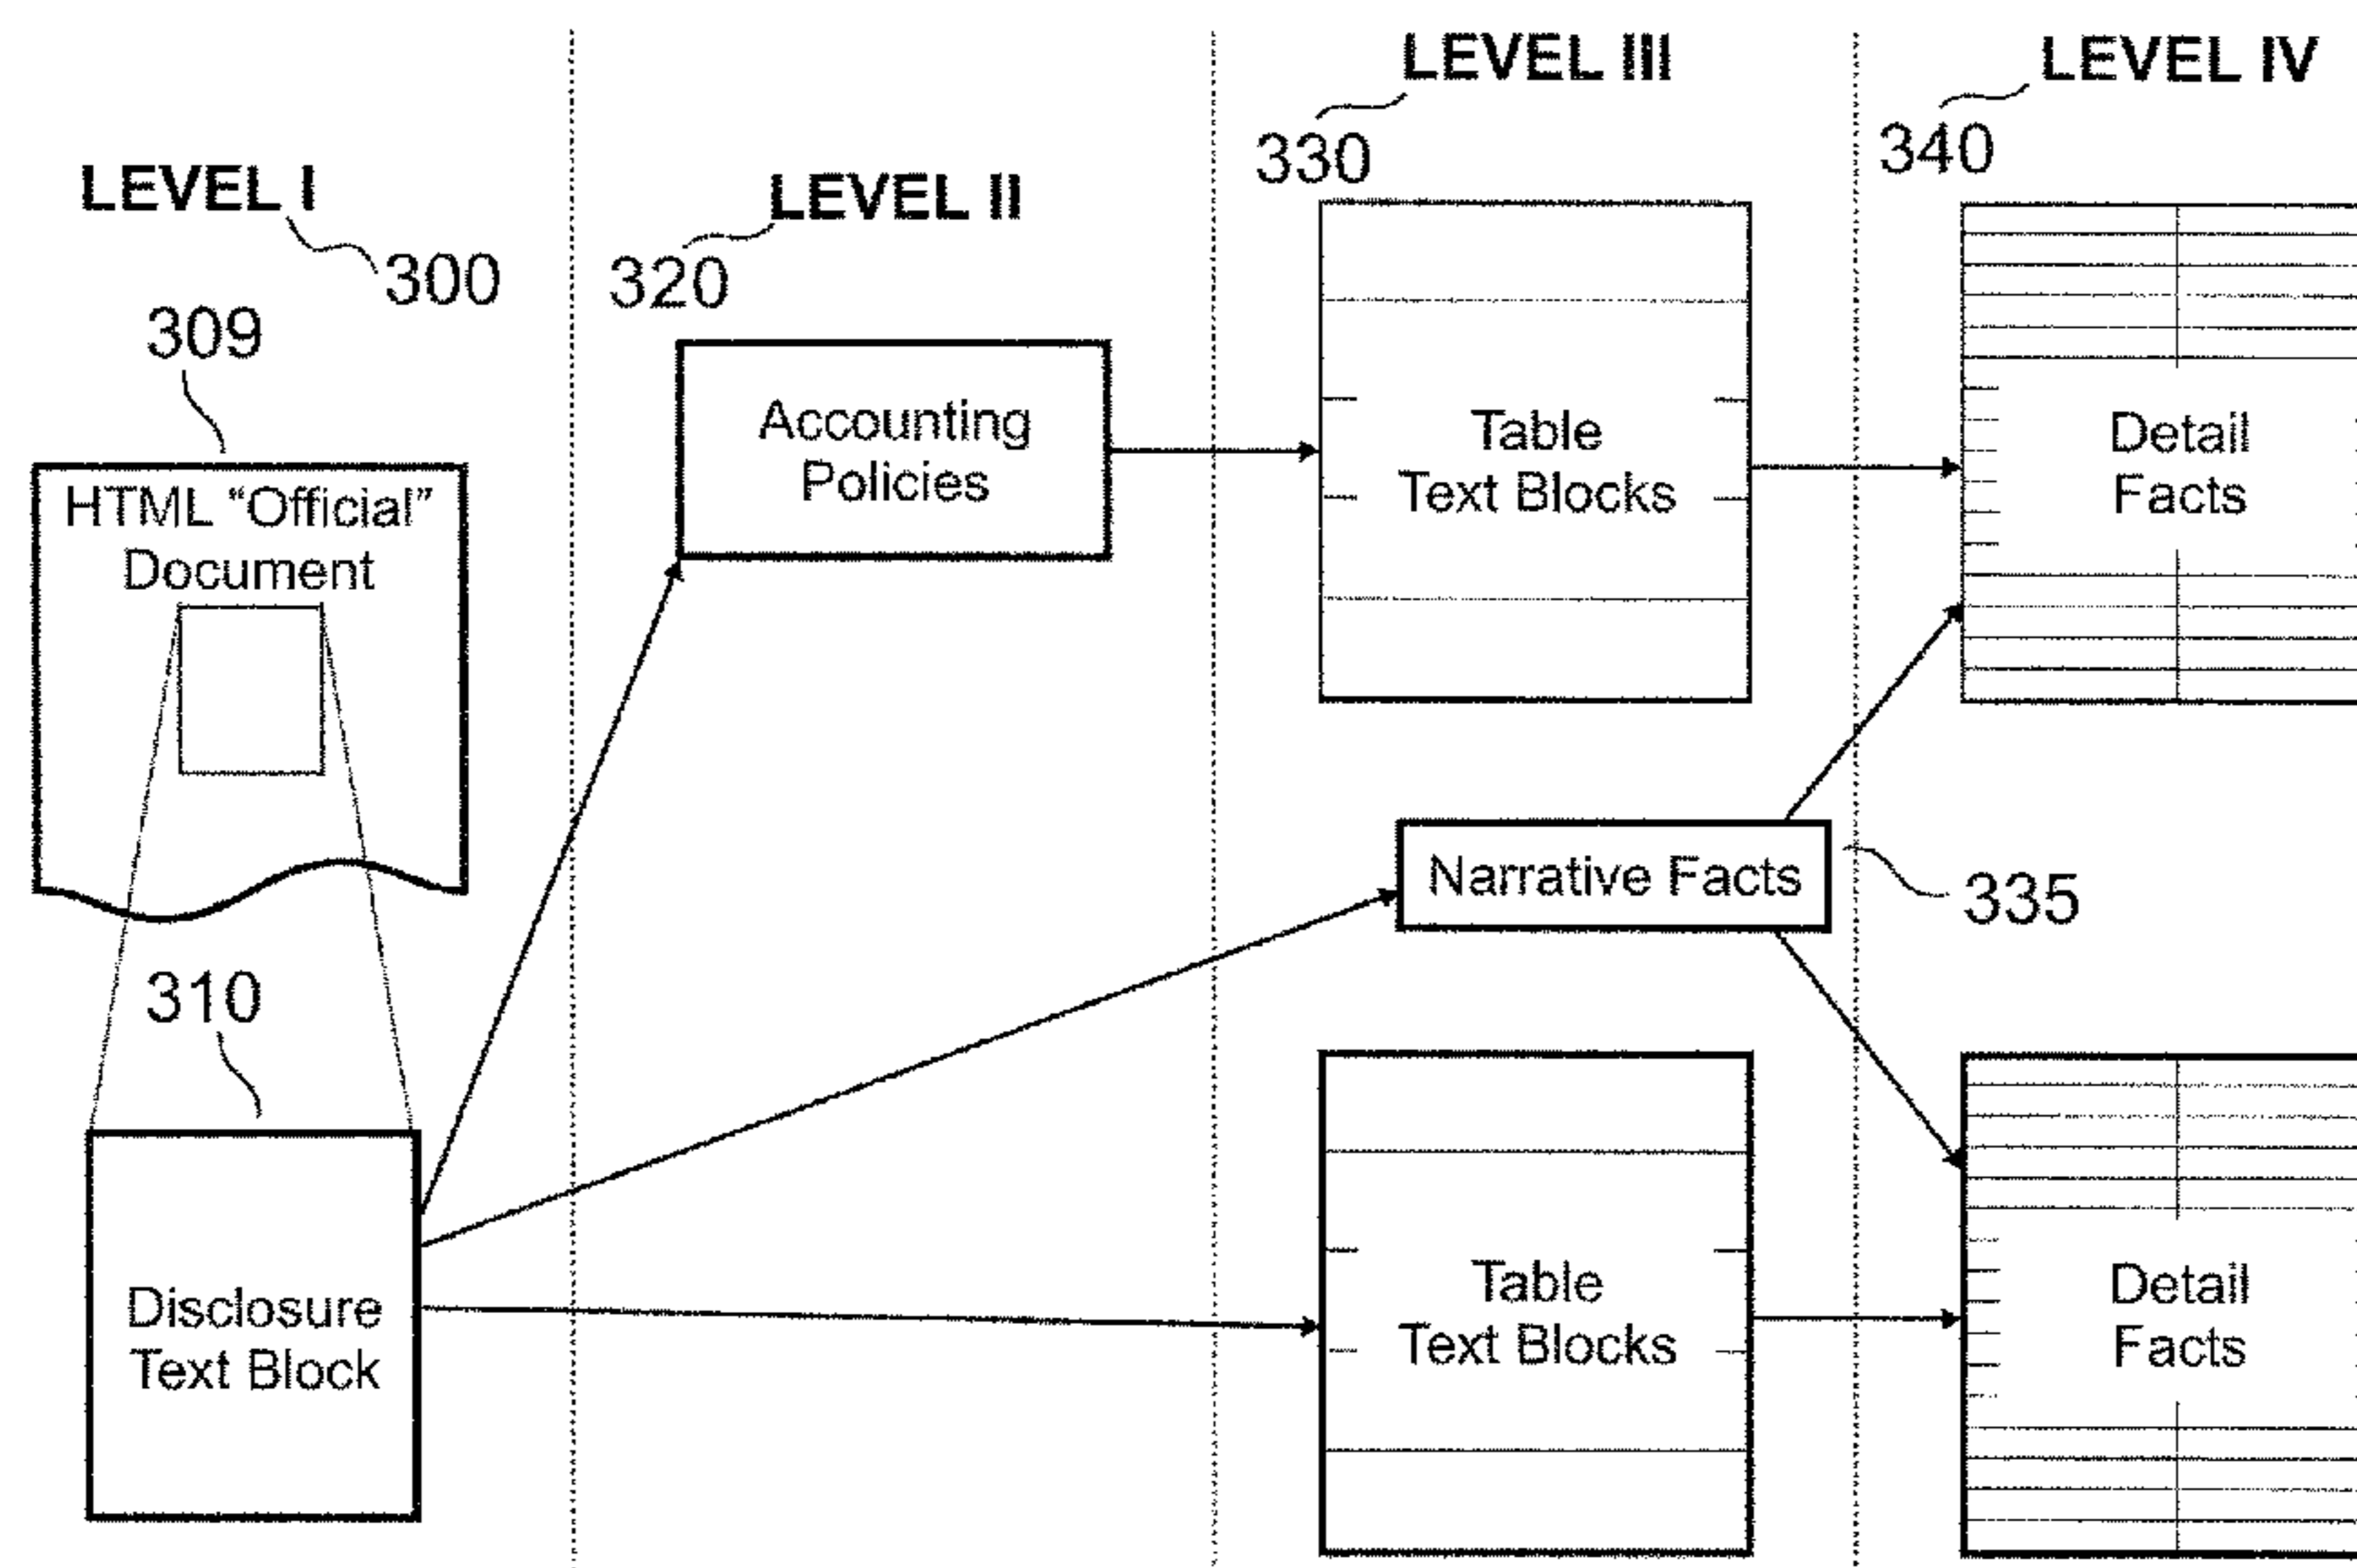 LEVEL I
300
309
HTML “Official”
Document
310
Disclosure
Text Block
LEVEL II
320
Accounting
Policies
LEVEL III
330
Table
Text Blocks
Narrative Facts
335
Table
Text Blocks
LEVEL IV
340
Detail
Facts
Detail
Facts